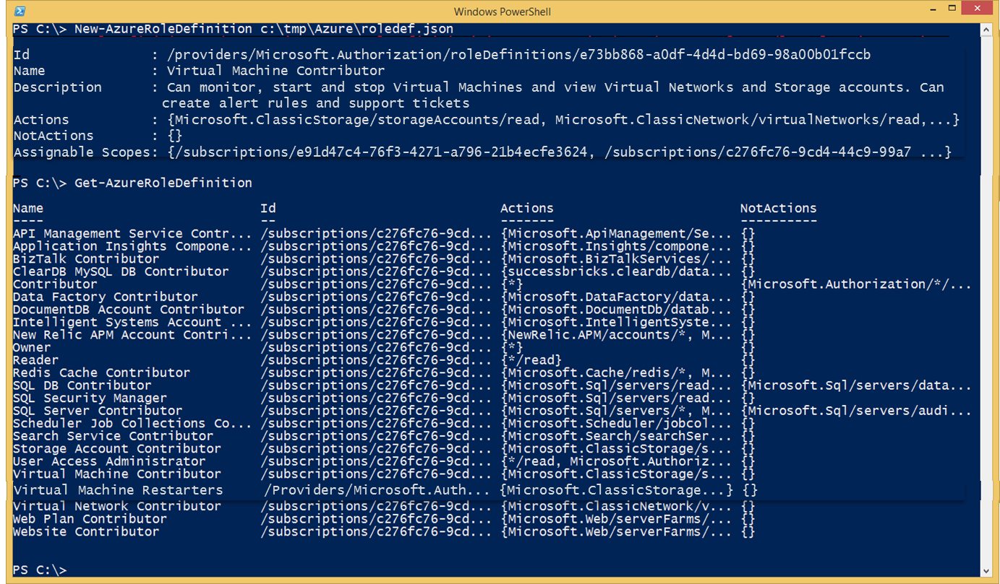 Windows PowerShell
PS C:\> New-AzureRoleDefinition c:\tmp\Azure\roledef.json
Id : /providers/Microsoft.Authorization/roleDefinitions/e73bb868-a0df-4d4d-bd69-98a00b01fccb
Name : Virtual Machine Contributor
Description : Can monitor, start and stop Virtual Machines and view Virtual Networks and Storage accounts. Can
create alert rules and support tickets
Actions : {Microsoft.ClassicStorage/storageAccounts/read, Microsoft.ClassicNetwork/virtualNetworks/read,...}
NotActions : {}
Assignable Scopes: {/subscriptions/e91d47c4-76f3-4271-a796-21b4ecfe3624, /subscriptions/c276fc76-9cd4-44c9-99a7 ...}
PS C:\> Get-AzureRoleDefinition
Name Id Actions NotActions
---- -- ------- ----------
API Management Service Contr... /subscriptions/c276fc76-9cd... {Microsoft.ApiManagement/Se... {}
Application Insights Compone... /subscriptions/c276fc76-9cd... {Microsoft.Insights/compone... {}
BizTalk Contributor /subscriptions/c276fc76-9cd... {Microsoft.BizTalkServices/... {}
ClearDB MySQL DB Contributor /subscriptions/c276fc76-9cd... {successbricks.cleardb/data... {}
Contributor /subscriptions/c276fc76-9cd... {*} {Microsoft.Authorization/*/...
Data Factory Contributor /subscriptions/c276fc76-9cd... {Microsoft.DataFactory/data... {}
DocumentDB Account Contributor /subscriptions/c276fc76-9cd... {Microsoft.DocumentDb/datab... {}
Intelligent Systems Account ... /subscriptions/c276fc76-9cd... {Microsoft.IntelligentSyste... {}
New Relic APM Account Contri... /subscriptions/c276fc76-9cd... {NewRelic.APM/accounts/*, M... {}
Owner /subscriptions/c276fc76-9cd... {*} {}
Reader /subscriptions/c276fc76-9cd... {*/read} {}
Redis Cache Contributor /subscriptions/c276fc76-9cd... {Microsoft.Cache/redis/*, M... {}
SQL DB Contributor /subscriptions/c276fc76-9cd... {Microsoft.Sql/servers/read... {Microsoft.Sql/servers/data...
SQL Security Manager /subscriptions/c276fc76-9cd... {Microsoft.Sql/servers/read... {}
SQL Server Contributor /subscriptions/c276fc76-9cd... {Microsoft.Sql/servers/*, M... {Microsoft.Sql/servers/audi...
Scheduler Job Collections Co... /subscriptions/c276fc76-9cd... {Microsoft.Scheduler/jobcol... {}
Search Service Contributor /subscriptions/c276fc76-9cd... {Microsoft.Search/searchSer... {}
Storage Account Contributor /subscriptions/c276fc76-9cd... {Microsoft.ClassicStorage/s... {}
User Access Administrator /subscriptions/c276fc76-9cd... {*/read, Microsoft.Authoriz... {}
Virtual Machine Contributor /subscriptions/c276fc76-9cd... {Microsoft.ClassicStorage/s... {}
Virtual Machine Restarters /Providers/Microsoft.Auth... {Microsoft.ClassicStorage...} {}
Virtual Network Contributor /subscriptions/c276fc76-9cd... {Microsoft.ClassicNetwork/v... {}
Web Plan Contributor /subscriptions/c276fc76-9cd... {Microsoft.Web/serverFarms/... {}
Website Contributor /subscriptions/c276fc76-9cd... {Microsoft.Web/serverFarms/... {}
PS C:\>